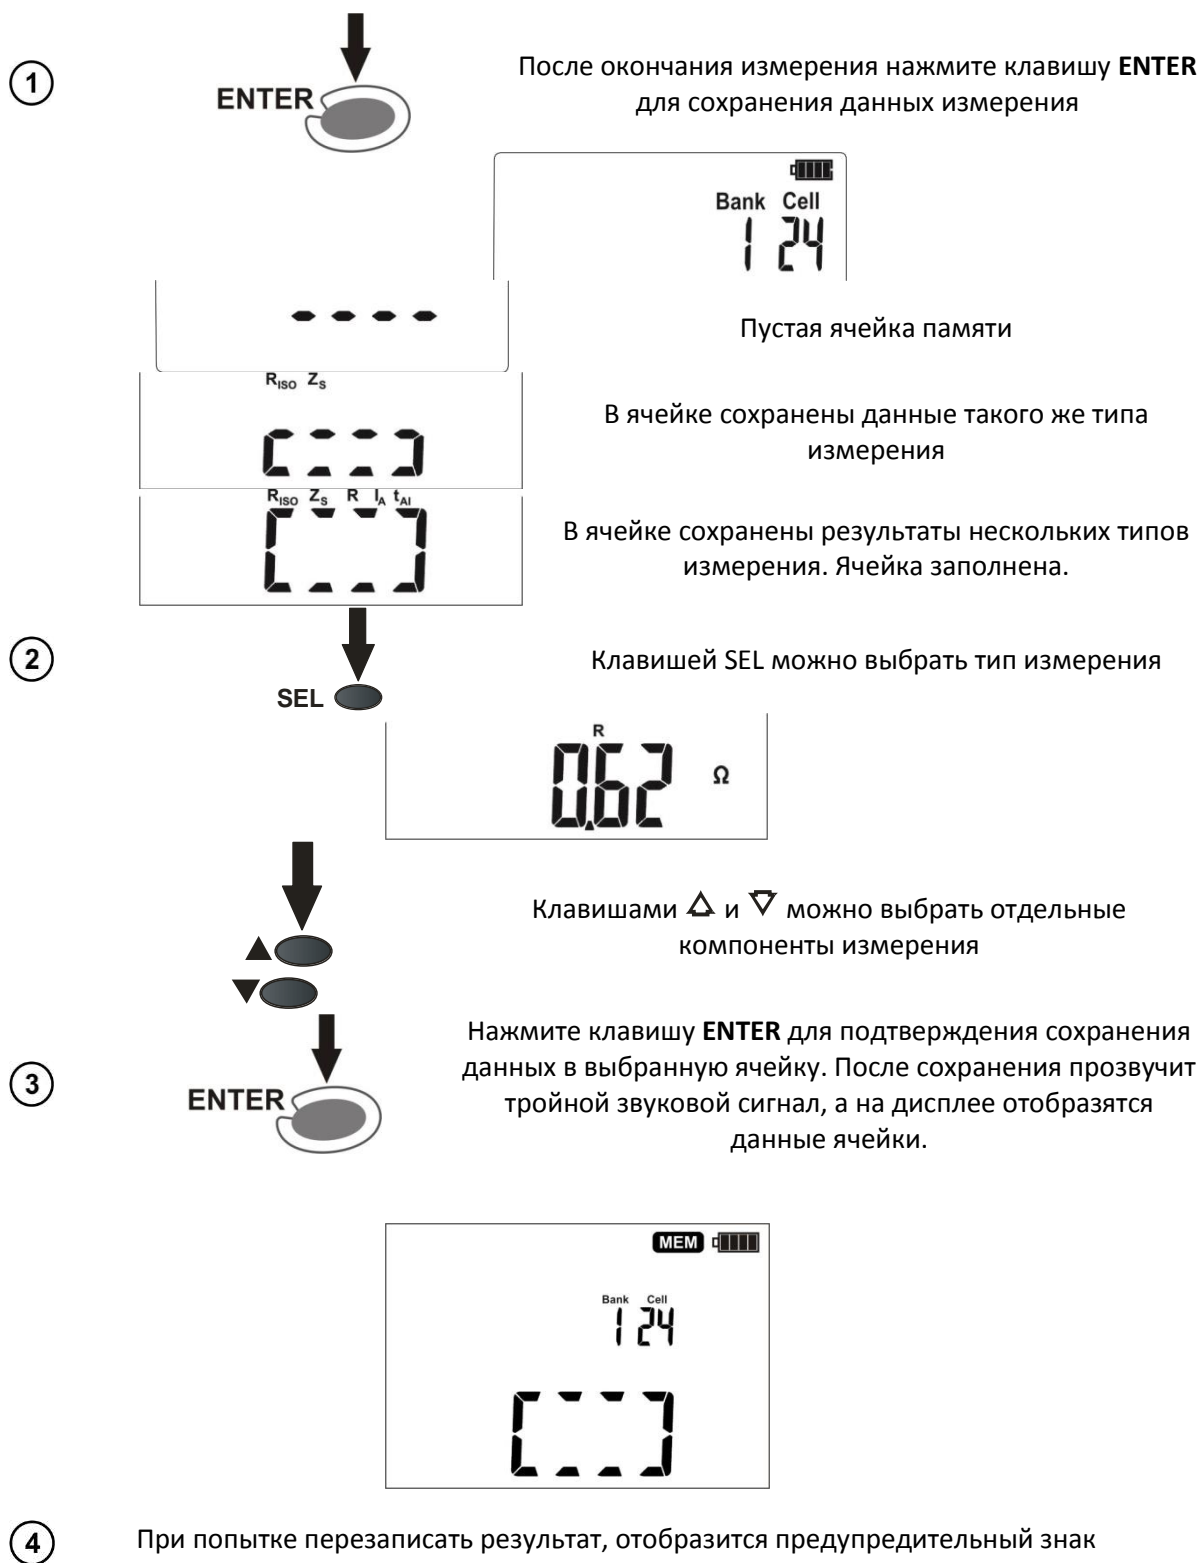 1
ENTER
После окончания измерения нажмите клавишу ENTER
для сохранения данных измерения
Bank Cell
1 24
- - - -
Пустая ячейка памяти
RISO ZS
В ячейке сохранены данные такого же типа
измерения
RISO ZS R IA tAI
В ячейке сохранены результаты нескольких типов
измерения. Ячейка заполнена.
2
SEL
Клавишей SEL можно выбрать тип измерения
R
0.62 Ω
Клавишами △ и ▽ можно выбрать отдельные
компоненты измерения
▲
▼
3
ENTER
Нажмите клавишу ENTER для подтверждения сохранения
данных в выбранную ячейку. После сохранения прозвучит
тройной звуковой сигнал, а на дисплее отобразятся
данные ячейки.
MEM
Bank Cell
1 24
4
При попытке перезаписать результат, отобразится предупредительный знак